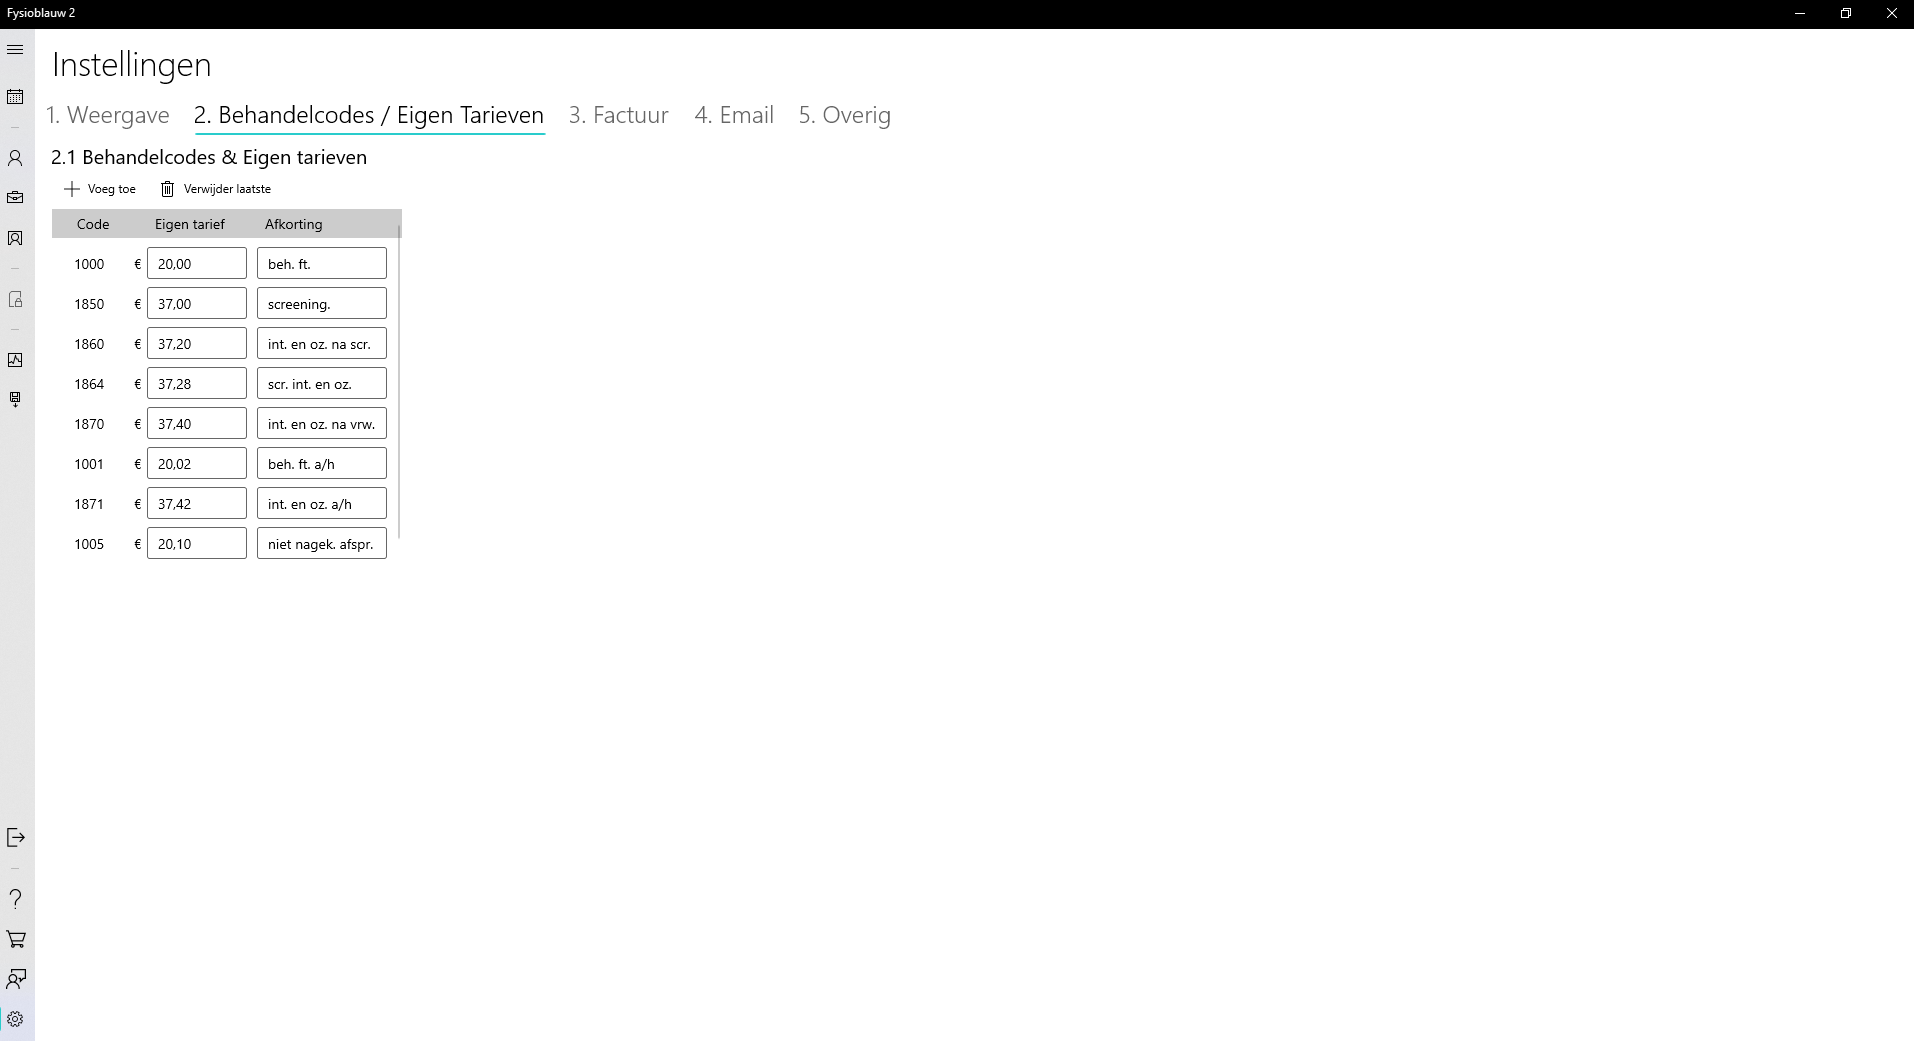 Fysioblauw 2
Instellingen
1. Weergave 2. Behandelcodes / Eigen Tarieven 3. Factuur 4. Email 5. Overig
2.1 Behandelcodes & Eigen tarieven
Voeg toe Verwijder laatste
Code Eigen tarief Afkorting
1000 € 20,00 beh. ft.
1850 € 37,00 screening.
1860 € 37,20 int. en oz. na scr.
1864 € 37,28 scr. int. en oz.
1870 € 37,40 int. en oz. na vrw.
1001 € 20,02 beh. ft. a/h
1871 € 37,42 int. en oz. a/h
1005 € 20,10 niet nagek. afspr.